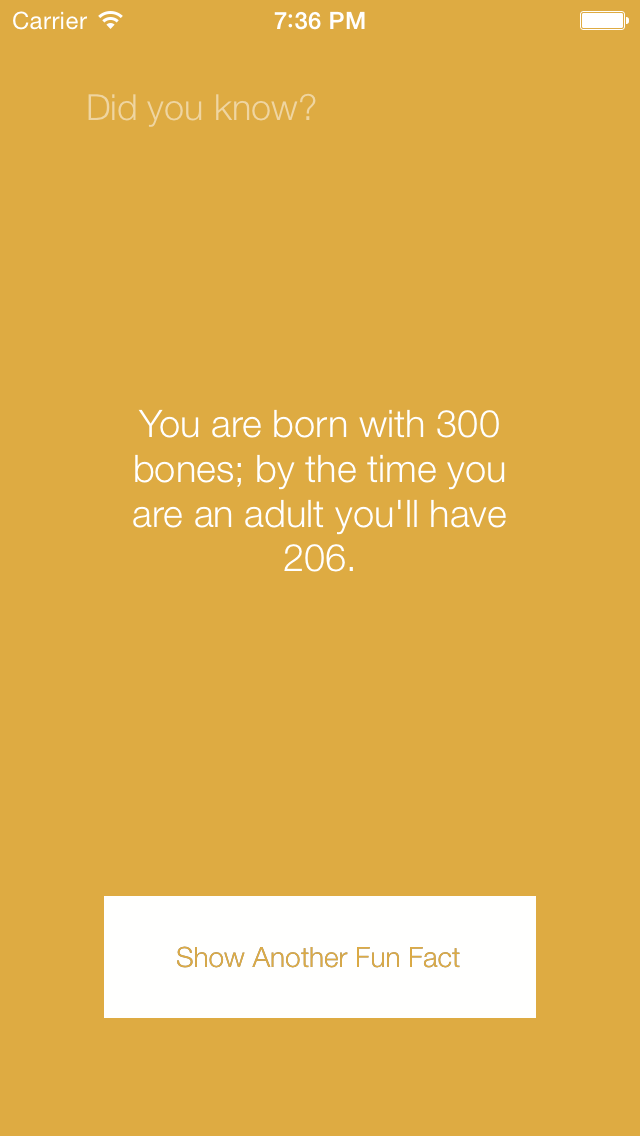 Carrier 7:36 PM
Did you know?
You are born with 300
bones; by the time you
are an adult you'll have
206.
Show Another Fun Fact